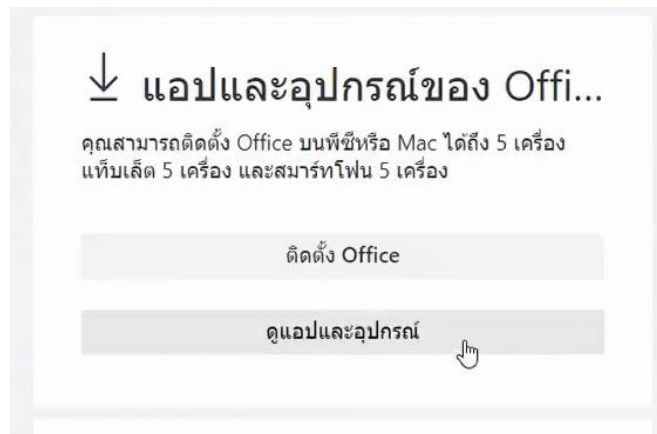 แอปและอุปกรณ์ของ Offi...
คุณสามารถติดตั้ง Office บนพีซีหรือ Mac ได้ถึง 5 เครื่อง
แท็บเล็ต 5 เครื่อง และสมาร์ทโฟน 5 เครื่อง
ติดตั้ง Office
ดูแอปและอุปกรณ์